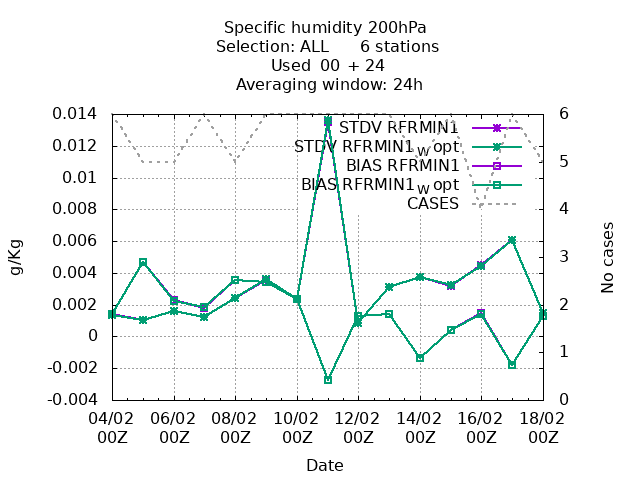 Specific humidity 200hPa
Selection: ALL 6 stations
Used 00 + 24
Averaging window: 24h
STDV RFRMIN1
STDV RFRMIN1_W opt
BIAS RFRMIN1
BIAS RFRMIN1_W opt
CASES
g/Kg
0.014
0.012
0.01
0.008
0.006
0.004
0.002
0
-0.002
-0.004
6
5
4
3
2
1
0
No cases
04/02 06/02 08/02 10/02 12/02 14/02 16/02 18/02
00Z 00Z 00Z 00Z 00Z 00Z 00Z 00Z
Date